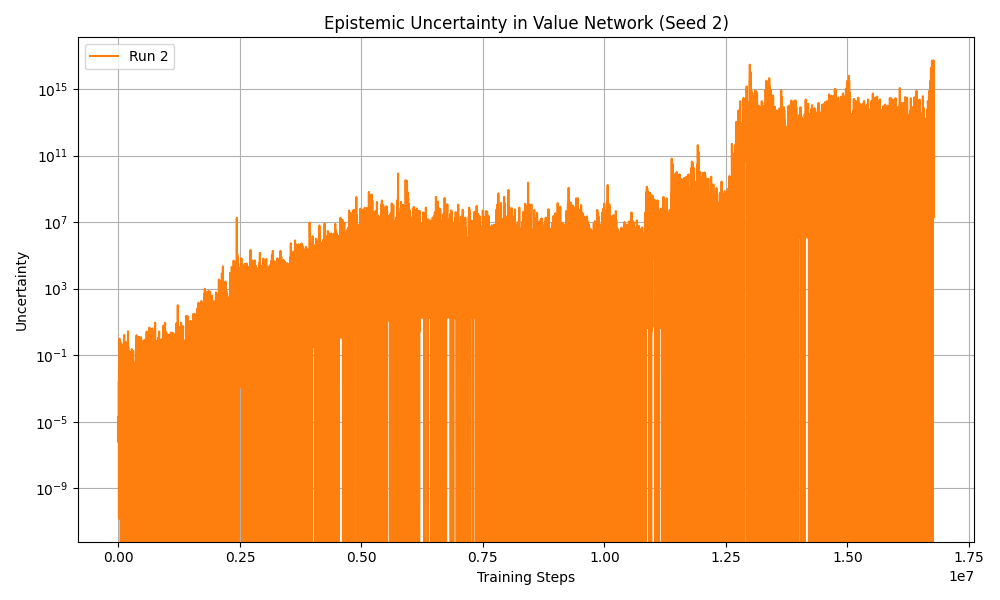 Epistemic Uncertainty in Value Network (Seed 2)
Run 2
Uncertainty
10^15
10^11
10^7
10^3
10^-1
10^-5
10^-9
0.00 0.25 0.50 0.75 1.00 1.25 1.50 1.75
1e7
Training Steps